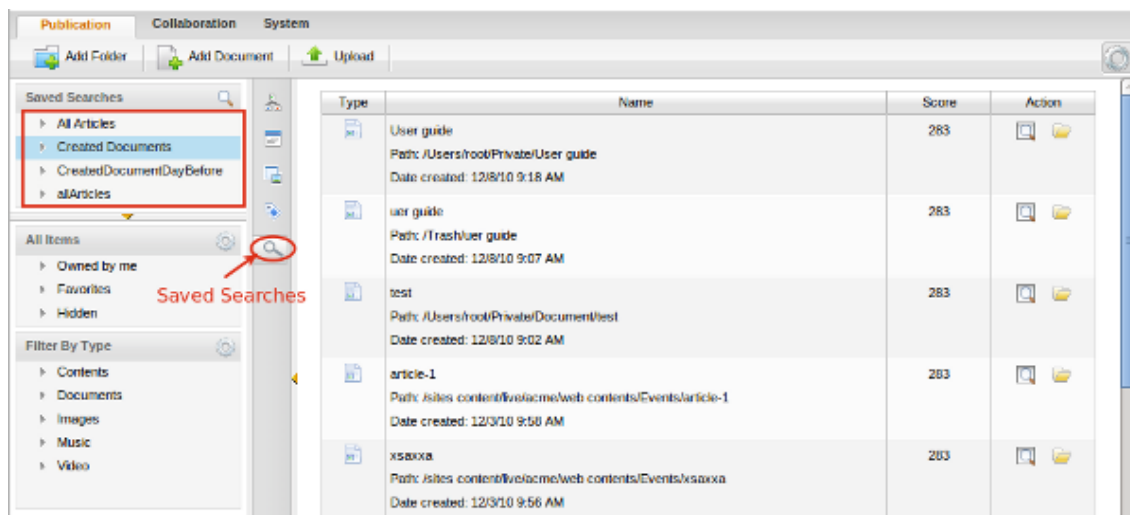 Publication Collaboration System
Add Folder Add Document Upload
Saved Searches
All Articles
Created Documents
CreatedDocumentDayBefore
allArticles
All Items
Owned by me
Favorites
Hidden
Filter By Type
Contents
Documents
Images
Music
Video
Saved Searches
Type Name Score Action
User guide 283
Path: /Users/root/Private/User guide
Date created: 12/8/10 9:18 AM
uer guide 283
Path: /Trash/uer guide
Date created: 12/8/10 9:07 AM
test 283
Path: /Users/root/Private/Document/test
Date created: 12/8/10 9:02 AM
article-1 283
Path: /sites content/live/acme/web contents/Events/article-1
Date created: 12/3/10 9:58 AM
xsaxxa 283
Path: /sites content/live/acme/web contents/Events/xsaxxa
Date created: 12/3/10 9:56 AM